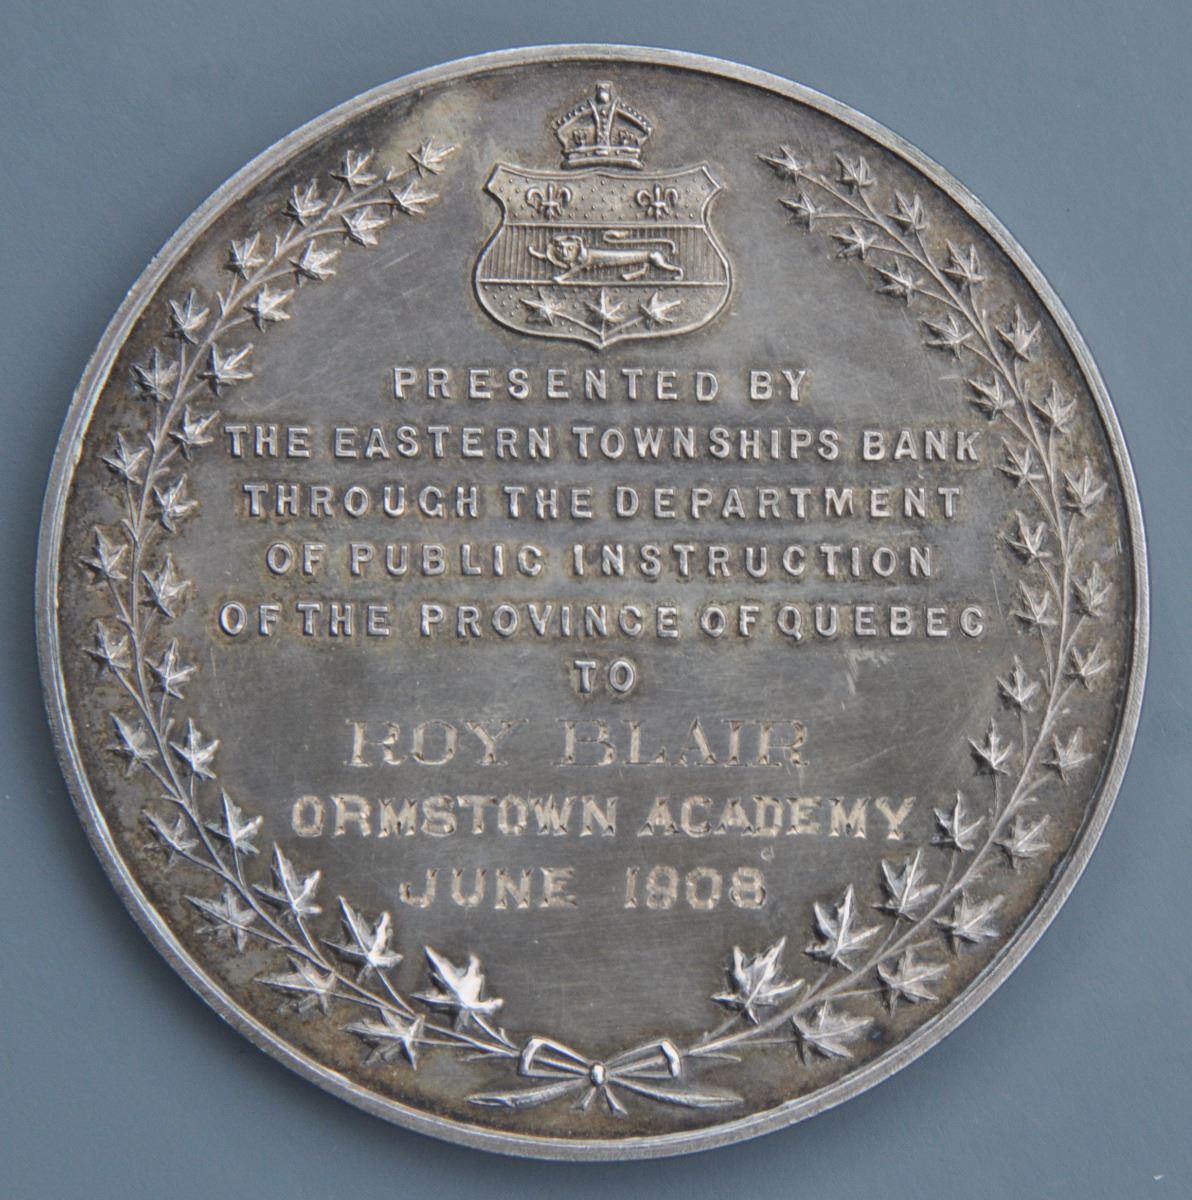 PRESENTED BY
THE EASTERN TOWNSHIPS BANK
THROUGH THE DEPARTMENT
OF PUBLIC INSTRUCTION
OF THE PROVINCE OF QUEBEC
TO
ROY BLAIR
ORMSTOWN ACADEMY
JUNE 1908